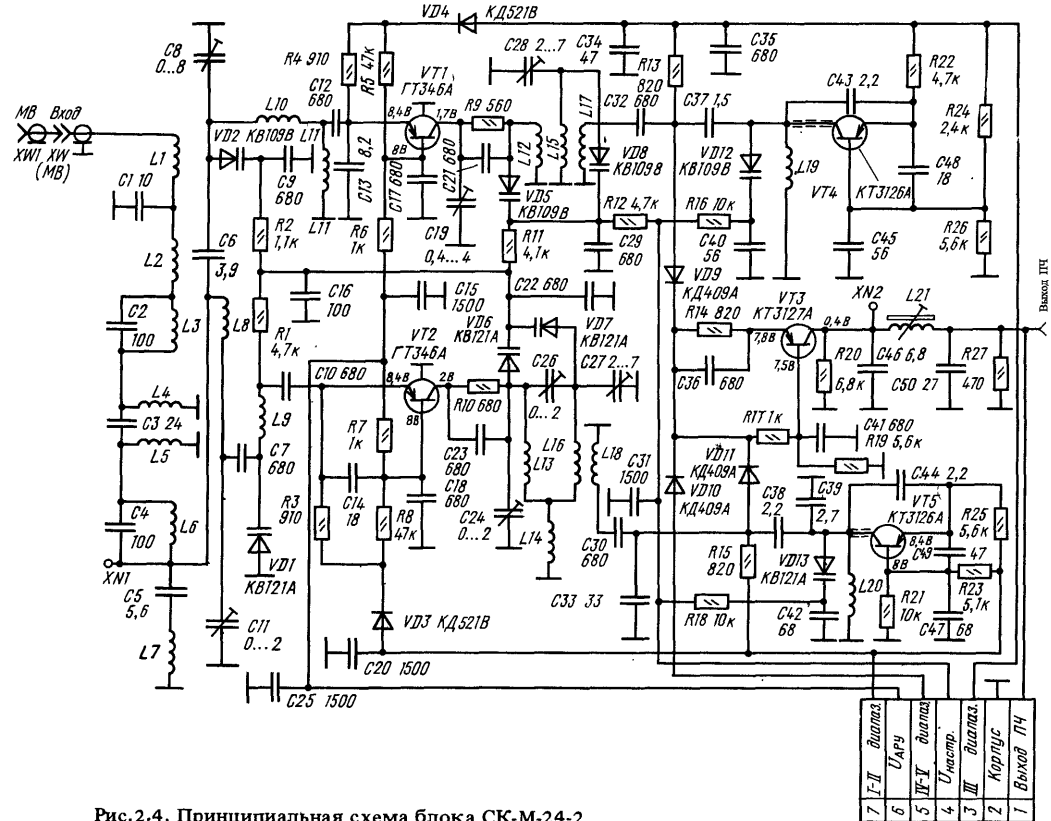 VD4 КД521В
C8
0...8
R4 910
R5 47к
C12
680
VT1
ГТ346А
8,4В
1,7В
8В
R9 560
C28 2...7
C34
47
R13
820
C35
680
C43 2,2
R22
4,7к
R24
2,4к
МВ Вход
XW1 XW
(МВ)
L1
C1 10
L2
L3
C2
100
L4
C3 24
L5
C4
100
L6
XN1
C5
5,6
L7
VD2 КВ109В
L10
L11
L11
C9
680
R2
1,1к
C6
3,9
L8
C13 8,2
C17 680
C21 680
C19
0,4...4
R6
1к
L12
L15
L17
C32
680
C37 1,5
VD5
КВ109В
VD8
КВ109В
VD12
КВ109В
L19
VT4
КТ3126А
C48
18
R11
4,1к
R12 4,7к
R16 10к
C29
680
C40
56
C45
56
R26
5,6к
C16
100
C15
1500
C22 680
VD9
КД409А
R1
4,7к
C10 680
VT2
ГТ346А
8,4В
2В
8В
VD6
КВ121А
VD7
КВ121А
C26
0...2
C27 2...7
R10 680
R14 820
C36
680
VT3
КТ3127А
7,8В
0,4В
7,5В
XN2
L21
R20
6,8к
C46 6,8
C50 27
R27
470
Выход ПЧ
L9
C7
680
R7
1к
C23
680
C18
680
C14
18
R3
910
R8
47к
C24
0...2
L13
L16
L18
L14
C31
1500
C30
680
C33 33
R17 1к
C41 680
R19 5,6к
VD11
КД409А
VD10
КД409А
C38
2,2
C39
2,7
C44 2,2
VT5
КТ3126А
8,4В
8В
C49
47
R25
5,6к
R15
820
VD13
КВ121А
L20
R21
10к
R23
5,1к
C47
68
R18 10к
C42
68
VD1
КВ121А
C11
0...2
VD3 КД521В
C20 1500
C25 1500
7 I-II диапаз.
6 UАРУ
5 IV-V диапаз.
4 Uнастр.
3 III диапаз.
2 Корпус
1 Выход ПЧ
Рис.2.4. Принципиальная схема блока СК-М-24-2